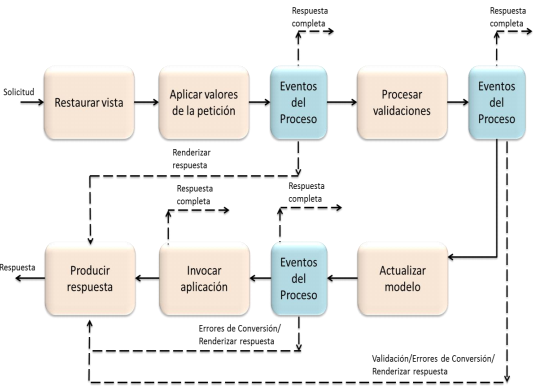 Respuesta
completa
Respuesta
completa
Solicitud
Restaurar vista
Aplicar valores
de la petición
Eventos
del
Proceso
Procesar
validaciones
Eventos
del
Proceso
Renderizar
respuesta
Respuesta
completa
Respuesta
completa
Respuesta
Producir
respuesta
Invocar
aplicación
Eventos
del
Proceso
Actualizar
modelo
Errores de Conversión/
Renderizar respuesta
Validación/Errores de Conversión/
Renderizar respuesta